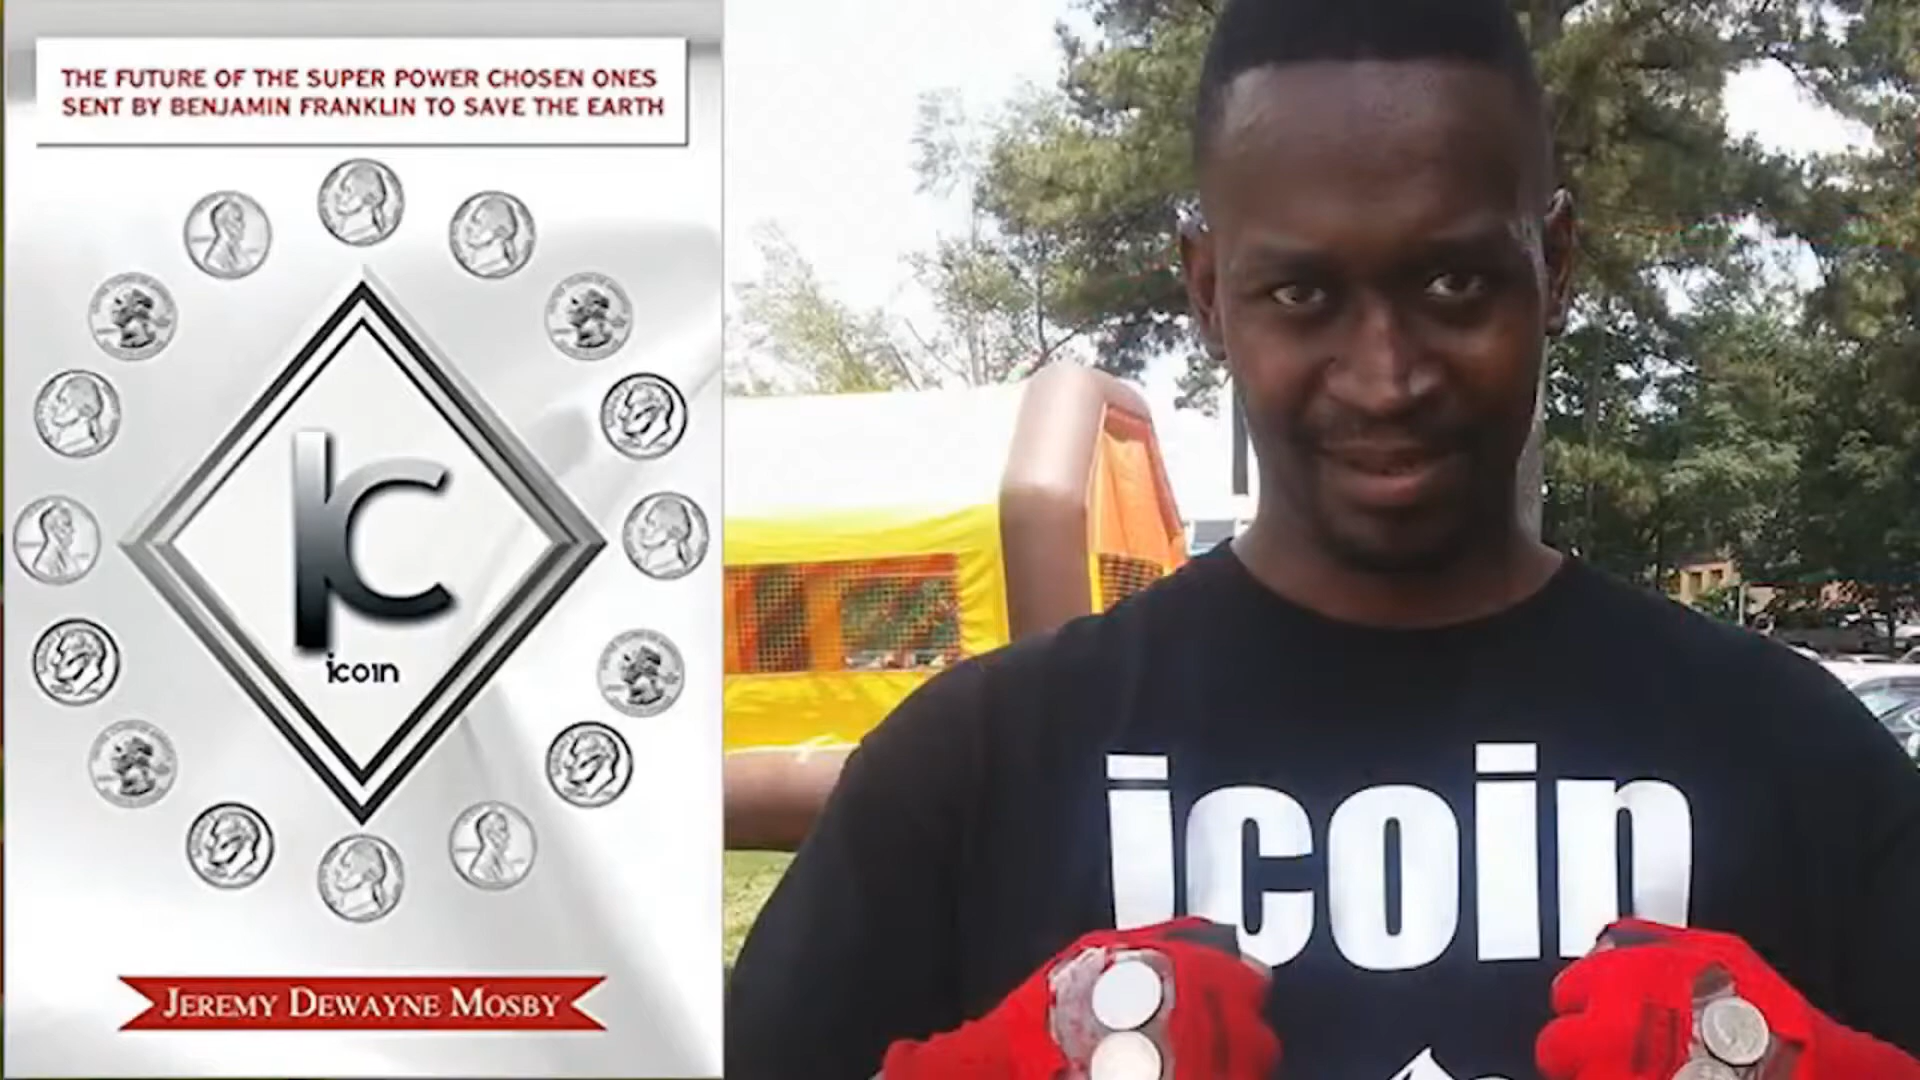 THE FUTURE OF THE SUPER POWER CHOSEN ONES
SENT BY BENJAMIN FRANKLIN TO SAVE THE EARTH
IC
icoin
JEREMY DEWAYNE MOSBY
icoin